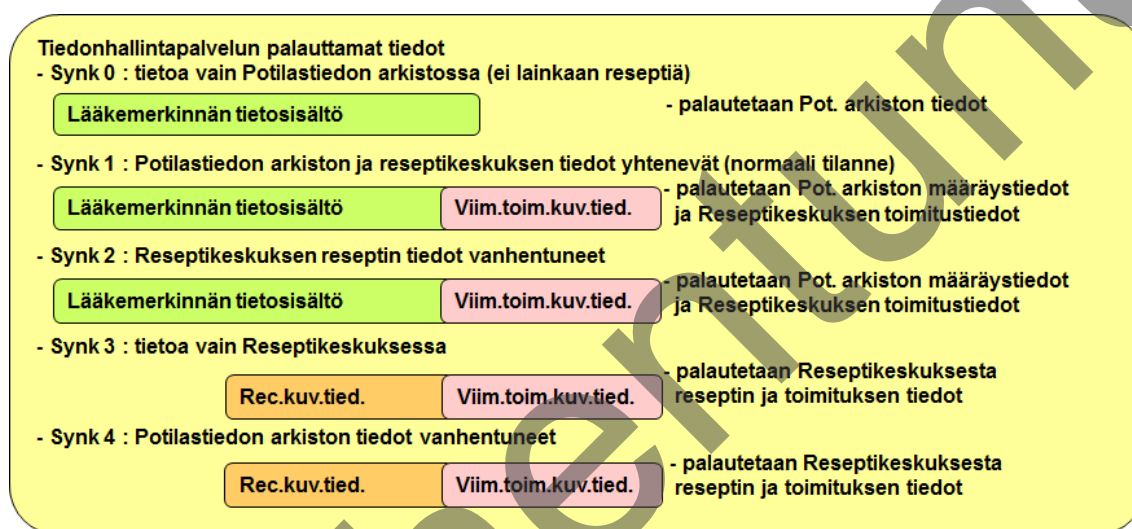 Tiedonhallintapalvelun palauttamat tiedot
- Synk 0 : tietoa vain Potilastiedon arkistossa (ei lainkaan reseptiä)
Lääkemerkinnän tietosisältö
- palautetaan Pot. arkiston tiedot
- Synk 1 : Potilastiedon arkiston ja reseptikeskuksen tiedot yhtenevät (normaali tilanne)
Lääkemerkinnän tietosisältö
Viim.toim.kuv.tied.
- palautetaan Pot. arkiston määräystiedot
ja Reseptikeskuksen toimitustiedot
- Synk 2 : Reseptikeskuksen reseptin tiedot vanhentuneet
Lääkemerkinnän tietosisältö
Viim.toim.kuv.tied.
- palautetaan Pot. arkiston määräystiedot
ja Reseptikeskuksen toimitustiedot
- Synk 3 : tietoa vain Reseptikeskuksessa
Rec.kuv.tied.
Viim.toim.kuv.tied.
- palautetaan Reseptikeskuksesta
reseptin ja toimituksen tiedot
- Synk 4 : Potilastiedon arkiston tiedot vanhentuneet
Rec.kuv.tied.
Viim.toim.kuv.tied.
- palautetaan Reseptikeskuksesta
reseptin ja toimituksen tiedot